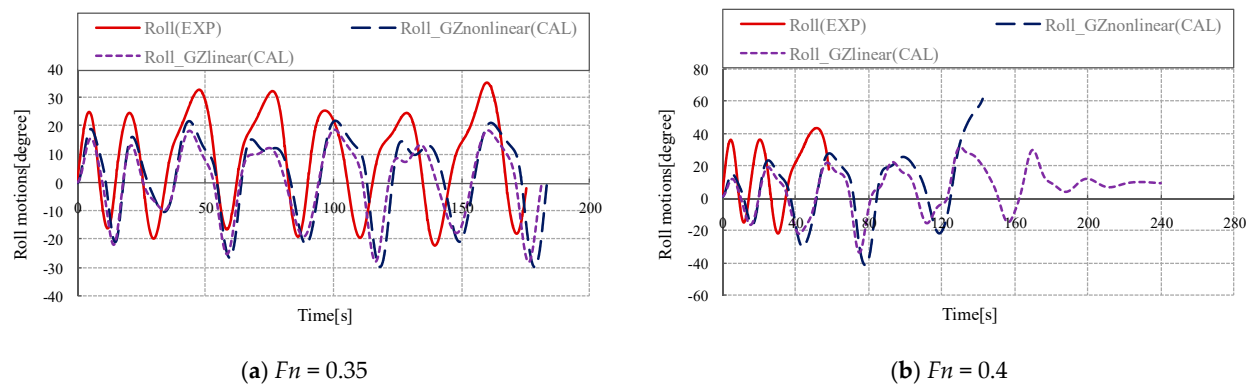 Roll(EXP)
Roll_GZnonlinear(CAL)
Roll_GZlinear(CAL)
40
30
20
10
0
-10
-20
-30
-40
0
50
100
150
200
Roll motions[degree]
Time[s]
(a) Fn = 0.35
Roll(EXP)
Roll_GZnonlinear(CAL)
Roll_GZlinear(CAL)
80
60
40
20
0
-20
-40
-60
0
40
80
120
160
200
240
280
Roll motions[degree]
Time[s]
(b) Fn = 0.4